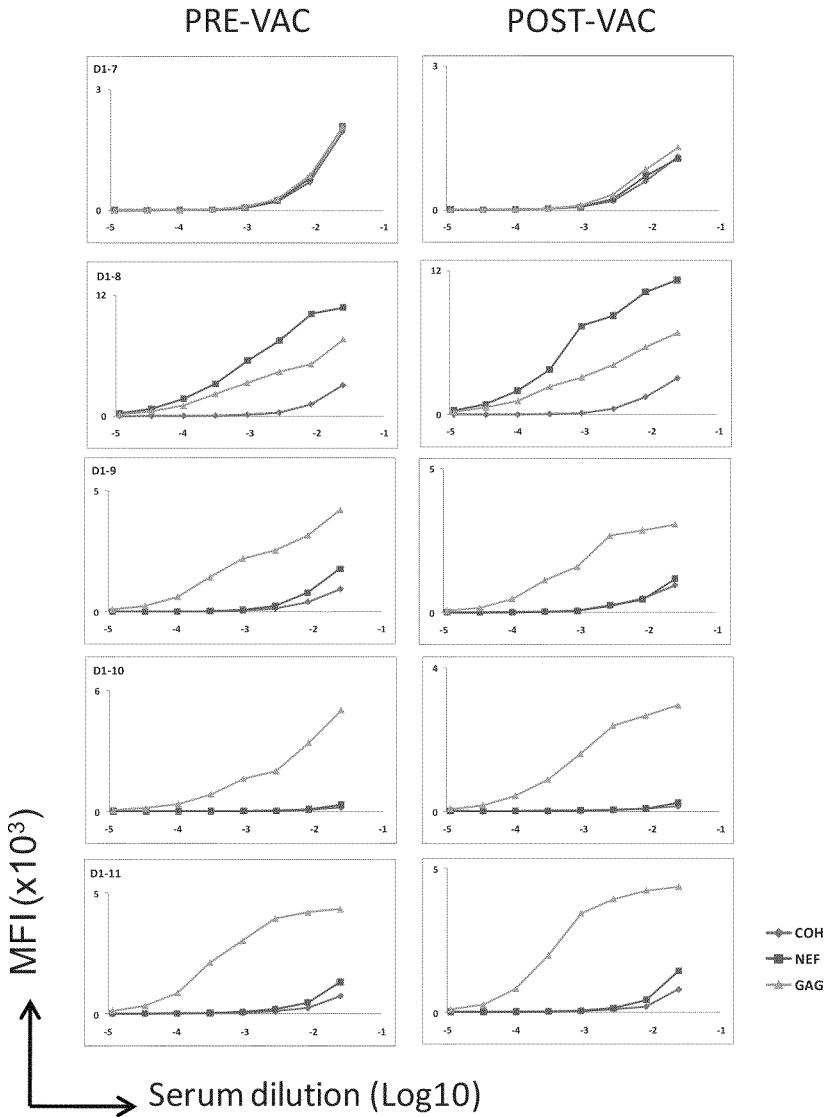 PRE-VAC POST-VAC
D1-7
3 3
0 0
-5 -4 -3 -2 -1 -5 -4 -3 -2 -1
D1-8
12 12
0 0
-5 -4 -3 -2 -1 -5 -4 -3 -2 -1
D1-9
5 5
0 0
-5 -4 -3 -2 -1 -5 -4 -3 -2 -1
D1-10
6 4
0 0
-5 -4 -3 -2 -1 -5 -4 -3 -2 -1
D1-11
5 5
0 0
-5 -4 -3 -2 -1 -5 -4 -3 -2 -1
COH
NEF
GAG
MFI (x10³)
Serum dilution (Log10)